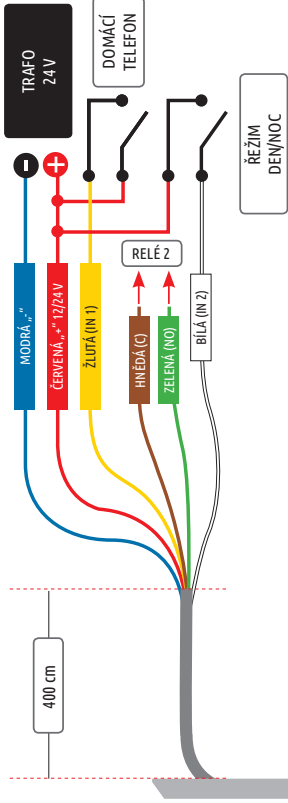 TRAFO
24 V
DOMÁCÍ
TELEFON
ŘEŽIM
DEN/NOC
MODRÁ „-"
ČERVENÁ „+" 12/24 V
ŽLUTÁ (IN 1)
RELÉ 2
HNĚDÁ (C)
ZELENÁ (NO)
BÍLÁ (IN 2)
400 cm